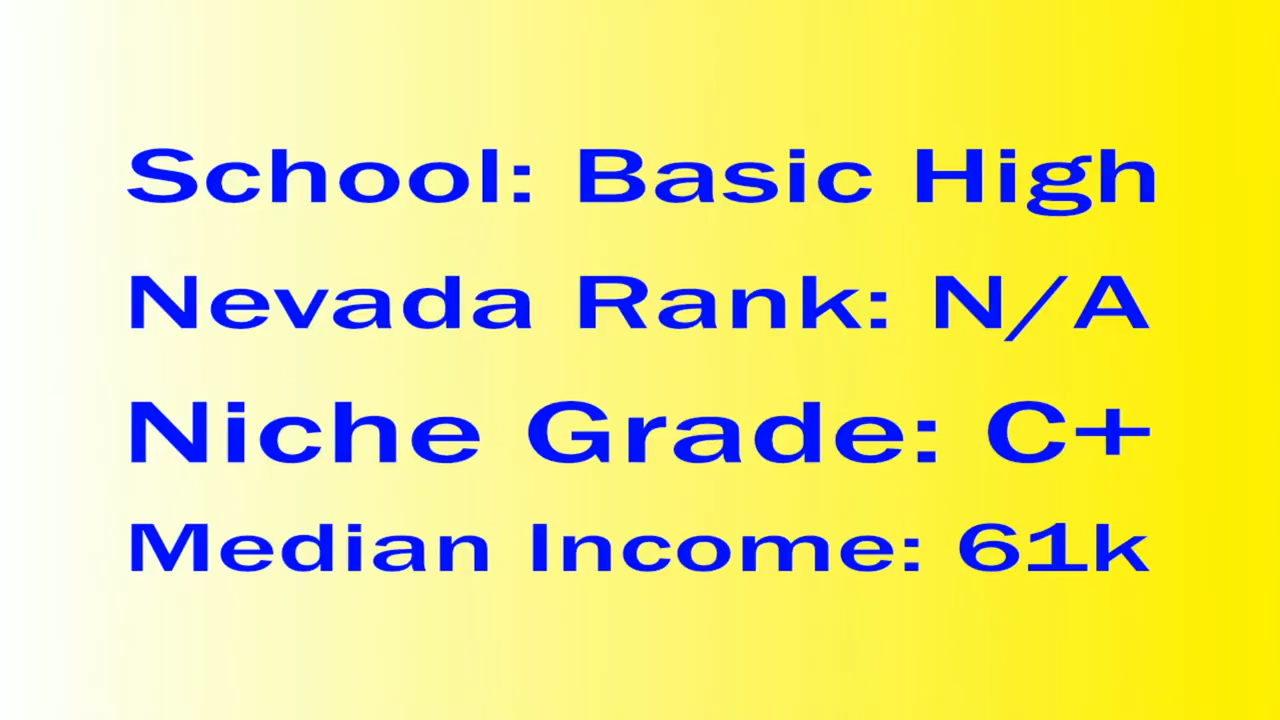 School: Basic High
Nevada Rank: N/A
Niche Grade: C+
Median Income: 61k